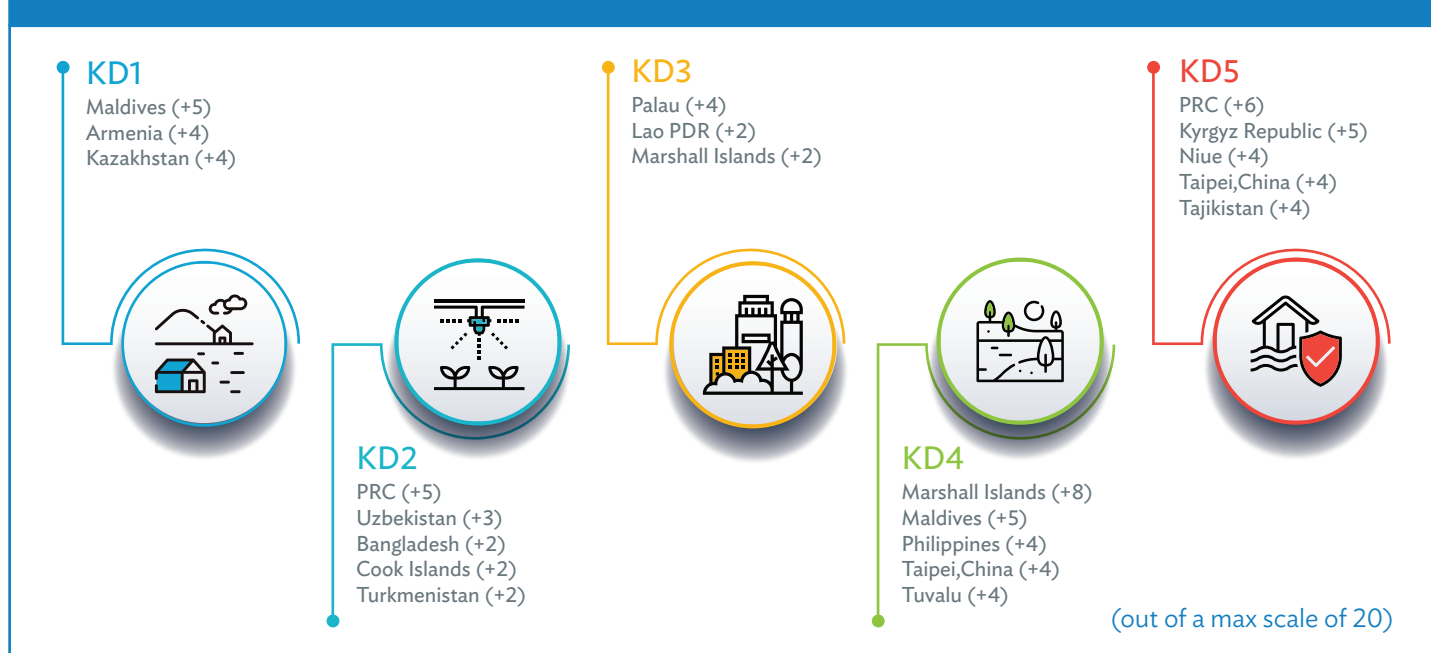 KD1
Maldives (+5)
Armenia (+4)
Kazakhstan (+4)
KD2
PRC (+5)
Uzbekistan (+3)
Bangladesh (+2)
Cook Islands (+2)
Turkmenistan (+2)
KD3
Palau (+4)
Lao PDR (+2)
Marshall Islands (+2)
KD4
Marshall Islands (+8)
Maldives (+5)
Philippines (+4)
Taipei,China (+4)
Tuvalu (+4)
KD5
PRC (+6)
Kyrgyz Republic (+5)
Niue (+4)
Taipei,China (+4)
Tajikistan (+4)
(out of a max scale of 20)